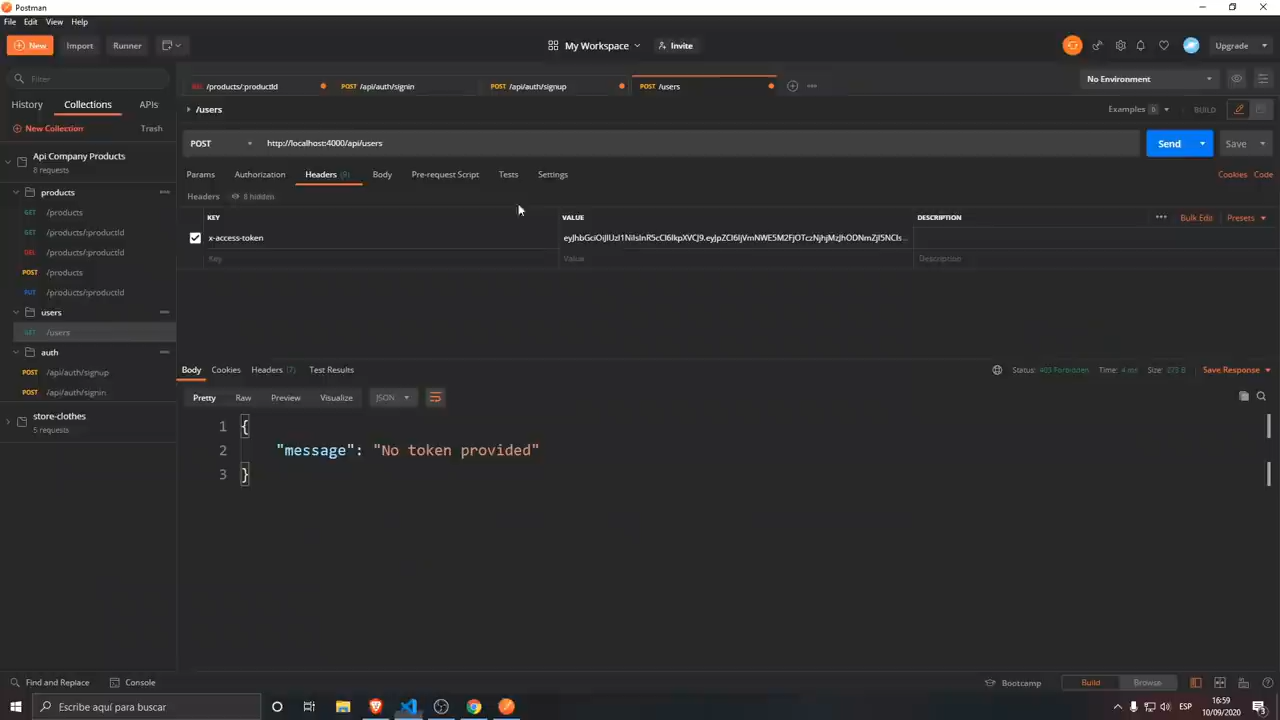 Postman
File Edit View Help
New Import Runner My Workspace Invite Upgrade
Filter
DEL /products/:productId POST /api/auth/signin POST /api/auth/signup POST /users No Environment
History Collections APIs
/users Examples 0 BUILD
New Collection Trash
POST http://localhost:4000/api/users Send Save
Api Company Products
8 requests
Params Authorization Headers (9) Body Pre-request Script Tests Settings Cookies Code
products
Headers 8 hidden
GET /products
KEY VALUE DESCRIPTION Bulk Edit Presets
GET /products/:productId
x-access-token
DEL /products/:productId
Key Value Description
POST /products
PUT /products/:productId
users
GET /users
auth
POST /api/auth/signup
Body Cookies Headers (7) Test Results Status: 403 Forbidden Time: 4 ms Size: 273 B Save Response
POST /api/auth/signin
Pretty Raw Preview Visualize JSON
store-clothes
5 requests
1 {
2 "message": "No token provided"
3 }
Find and Replace Console Bootcamp Build Browse
Escribe aquí para buscar ESP 16:59
10/09/2020 3